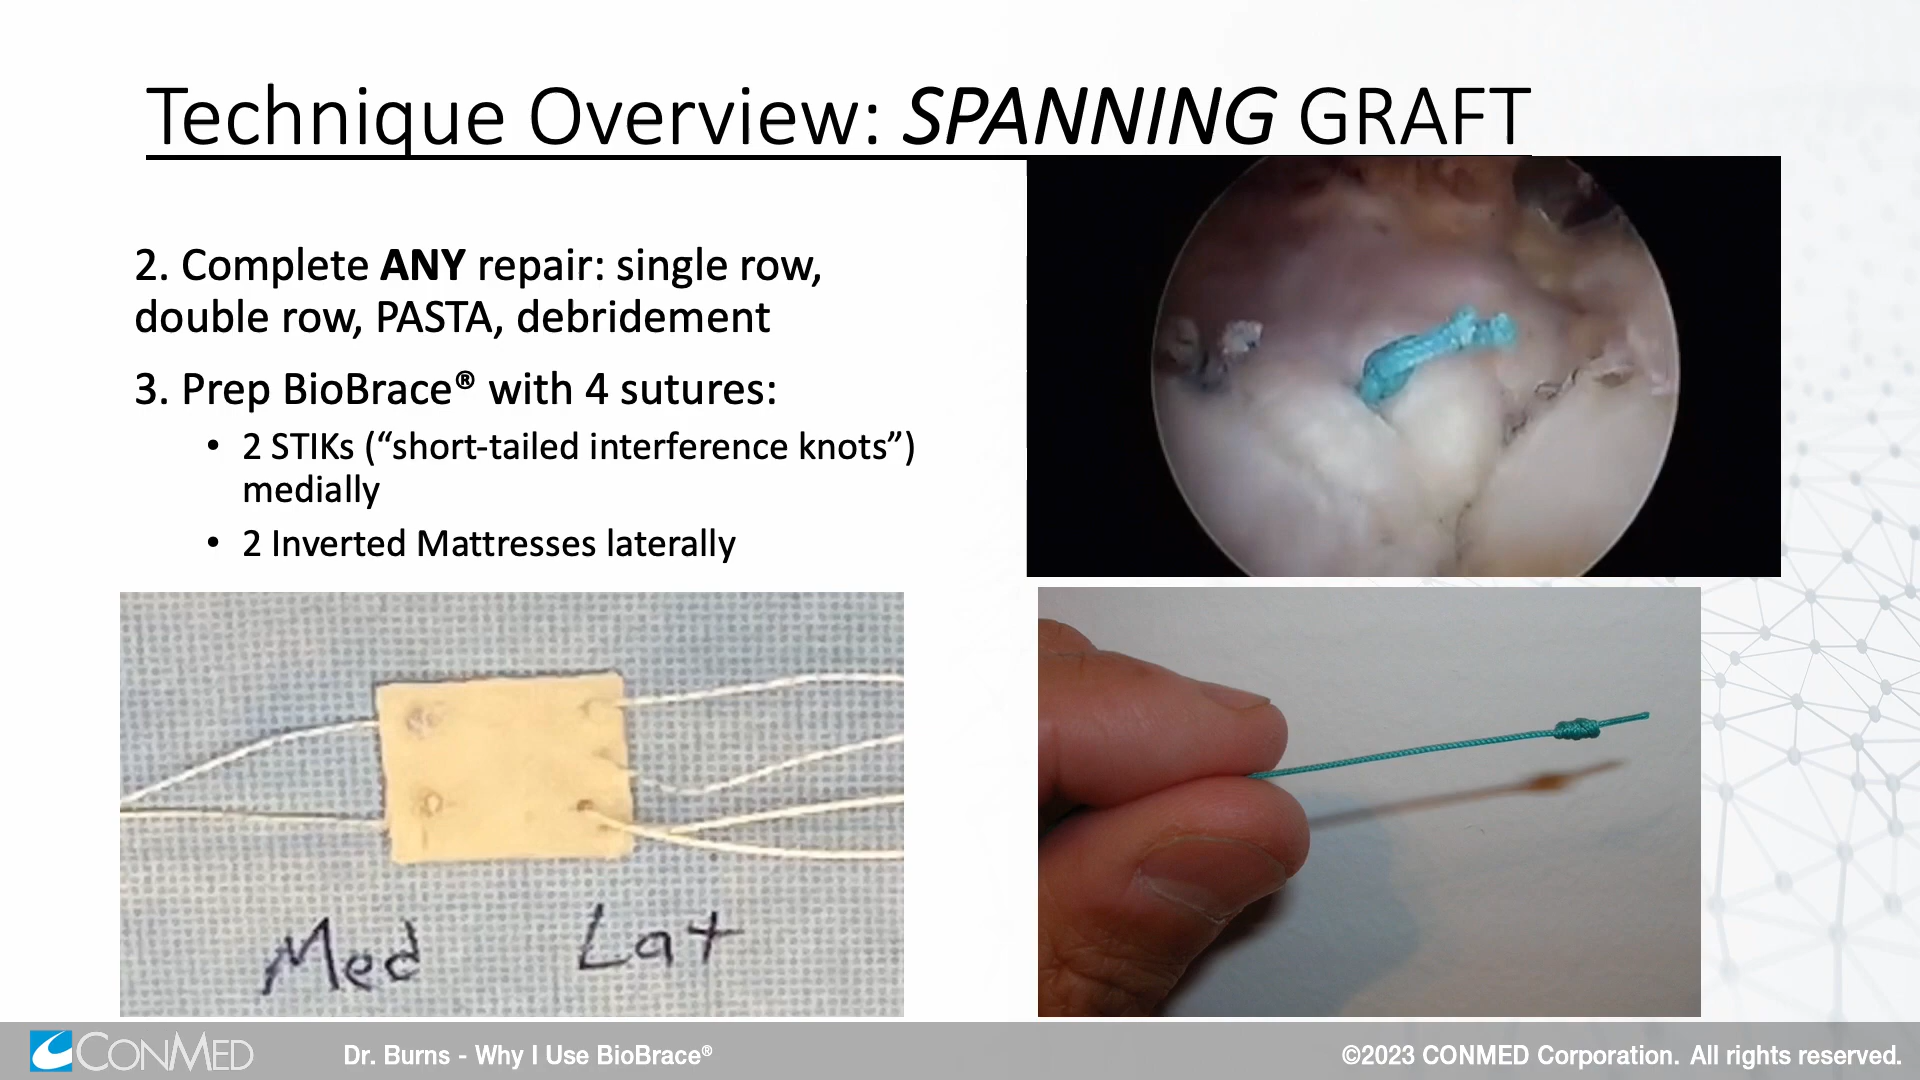 Technique Overview: SPANNING GRAFT
2. Complete ANY repair: single row,
double row, PASTA, debridement
3. Prep BioBrace® with 4 sutures:
• 2 STIKs (“short-tailed interference knots”)
medially
• 2 Inverted Mattresses laterally
Med Lat
CONMED
Dr. Burns - Why I Use BioBrace®
©2023 CONMED Corporation. All rights reserved.